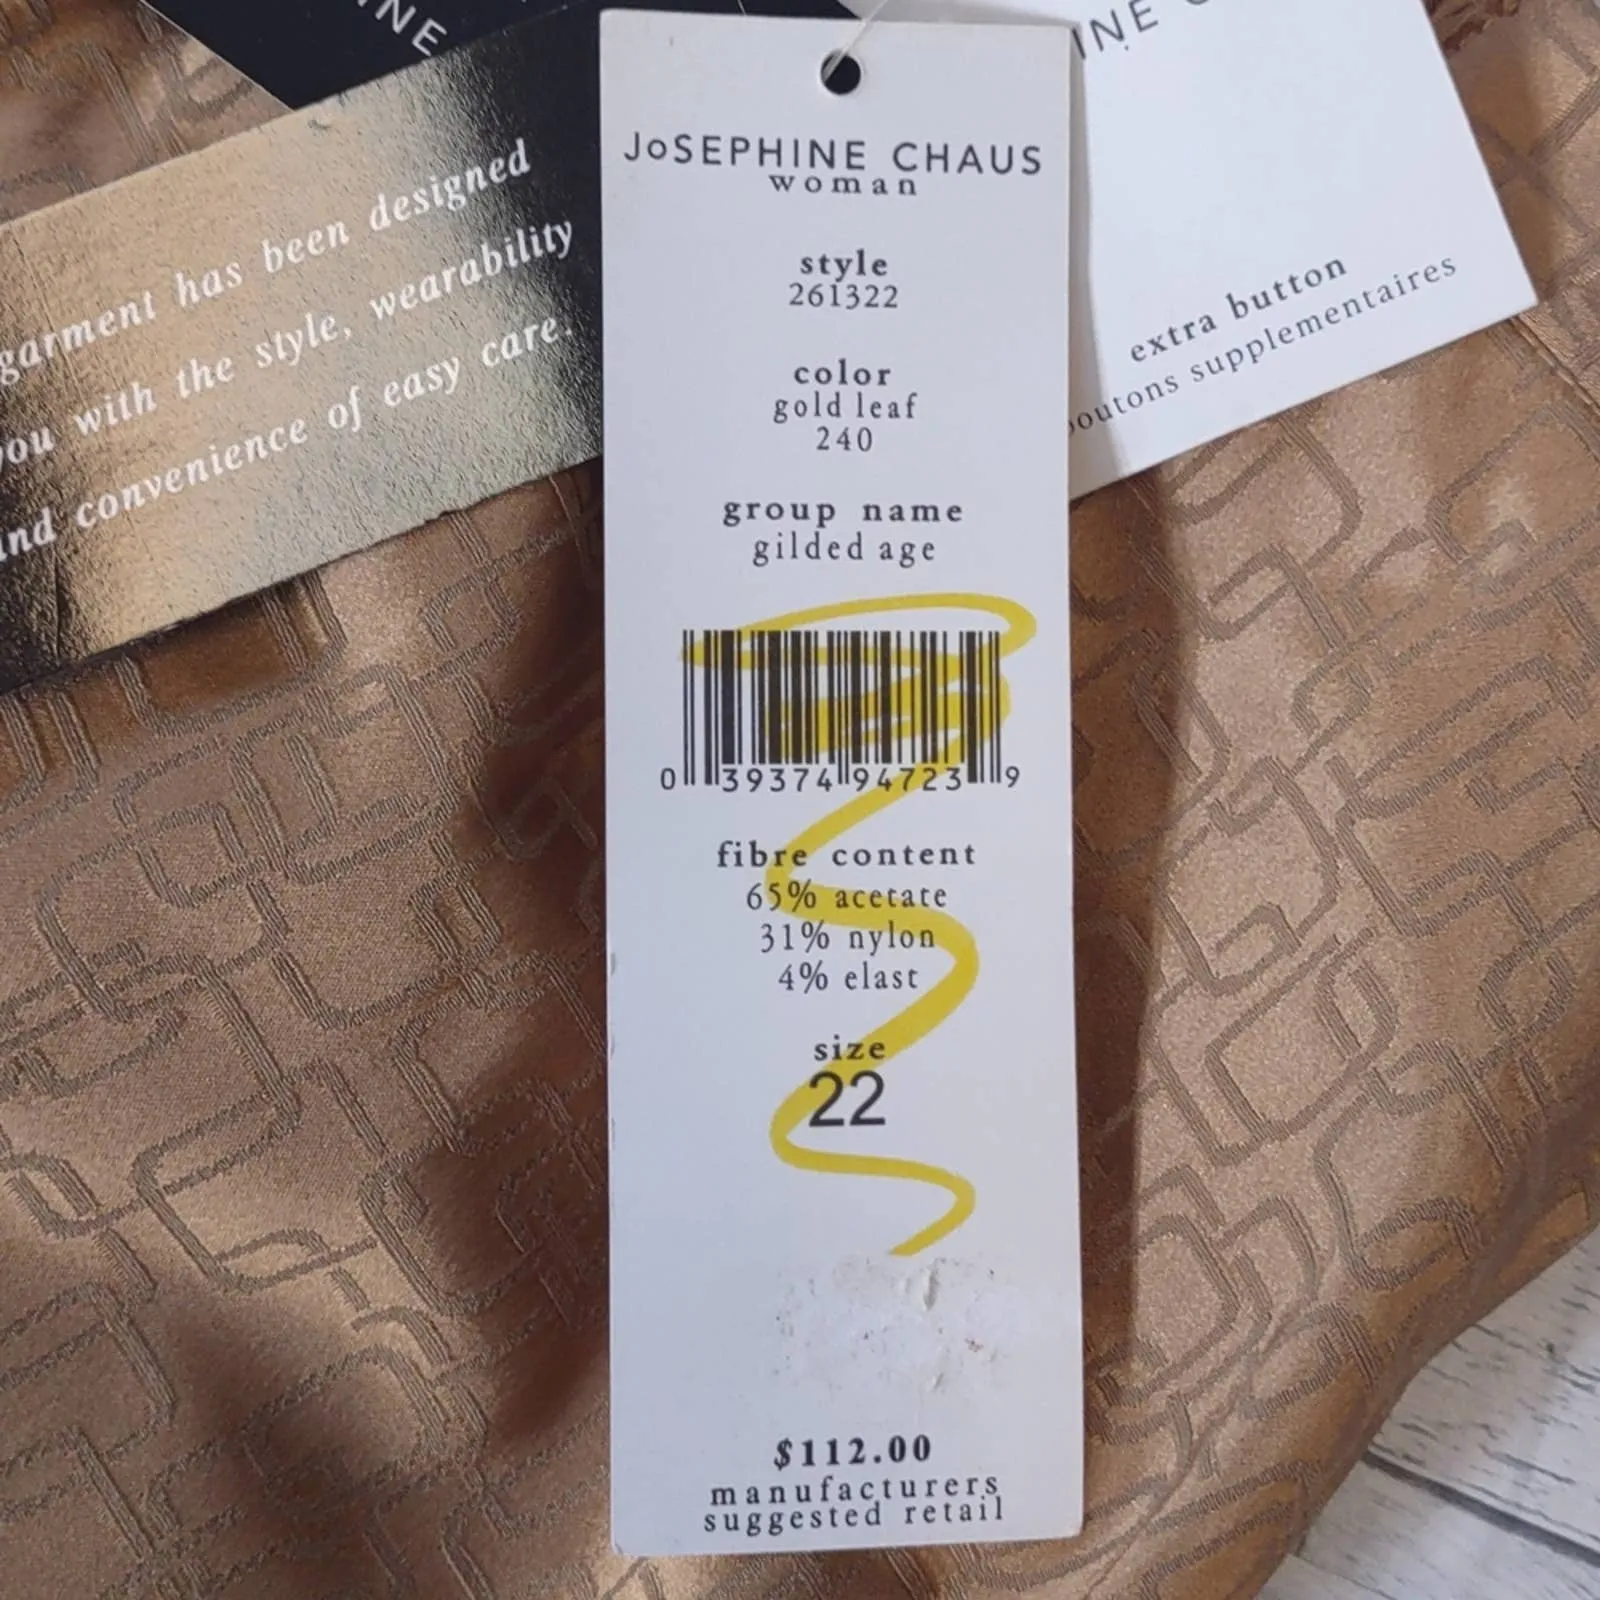 INE
INE C
garment has been designed
you with the style, wearability
and convenience of easy care.
JoSEPHINE CHAUS
woman
style
261322
color
gold leaf
240
group name
gilded age
0 39374 94723 9
fibre content
65% acetate
31% nylon
4% elast
size
22
$112.00
manufacturers
suggested retail
extra button
boutons supplementaires